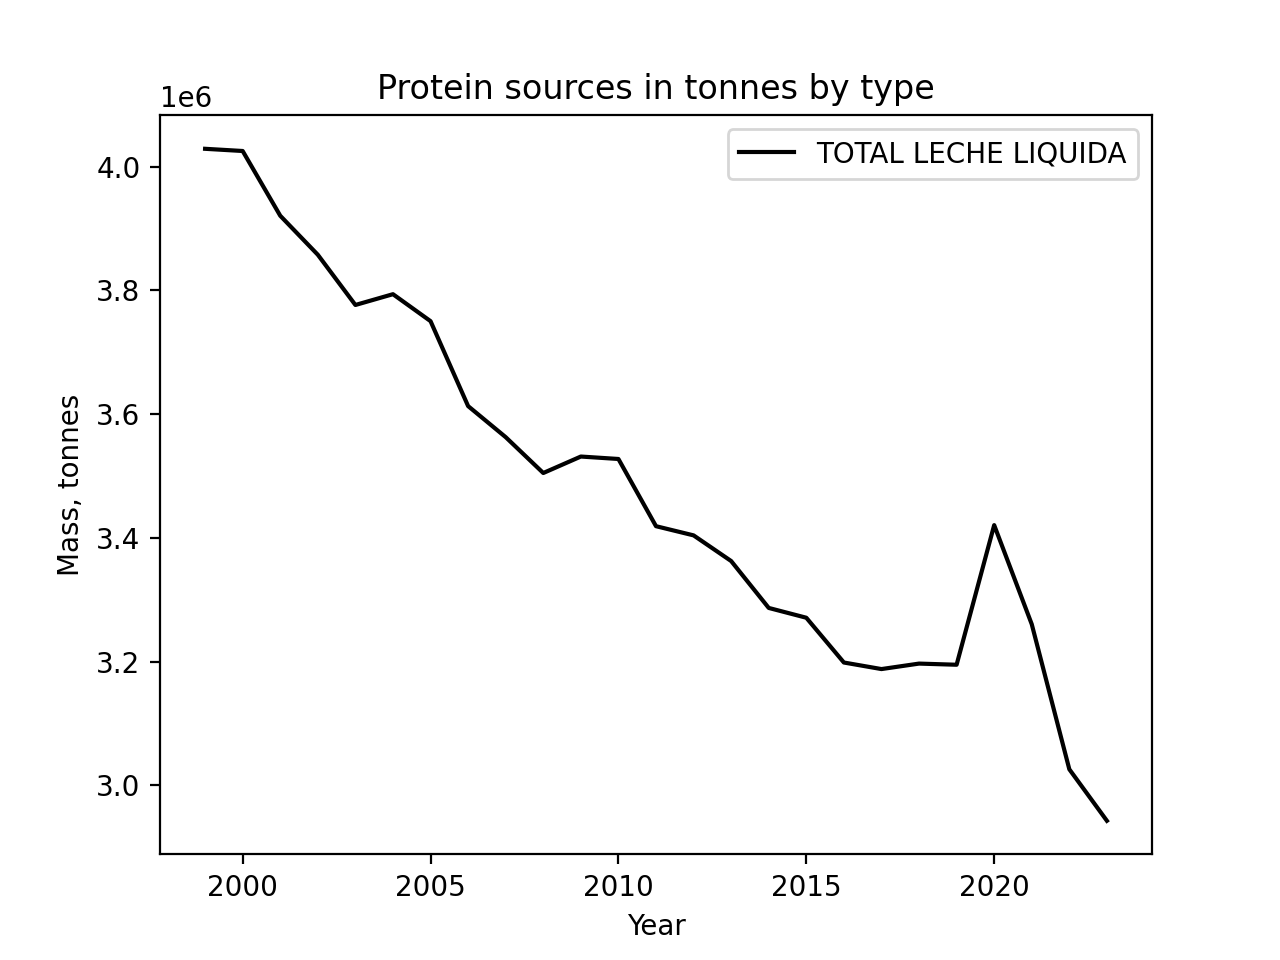 Protein sources in tonnes by type
1e6
TOTAL LECHE LIQUIDA
4.0
3.8
3.6
3.4
3.2
3.0
Mass, tonnes
2000 2005 2010 2015 2020
Year